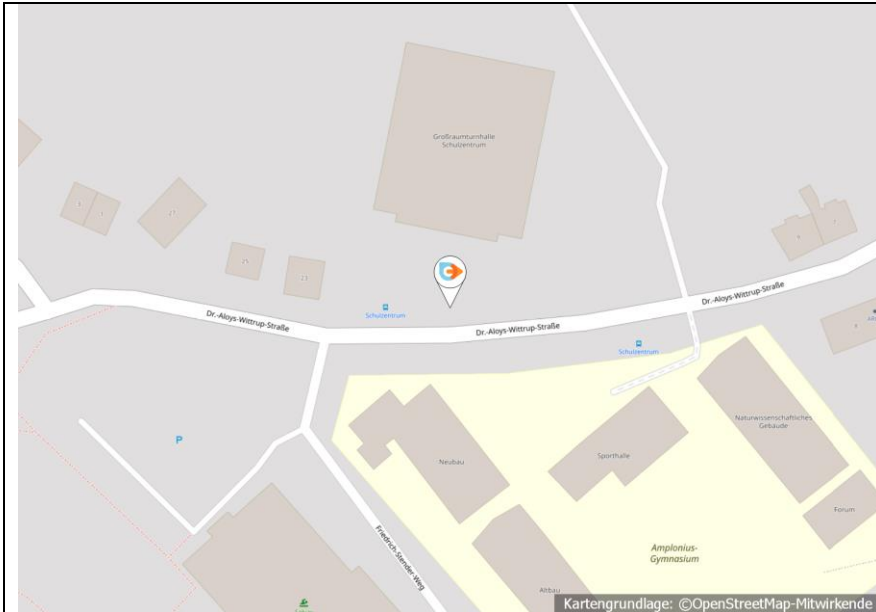 Großraumturnhalle
Schulzentrum
27
25
23
Schulzentrum
Dr.-Aloys-Wittrup-Straße
Dr.-Aloys-Wittrup-Straße
Dr.-Aloys-Wittrup-Straße
Schulzentrum
P
Neubau
Sporthalle
Naturwissenschaftliches
Gebäude
Forum
Amplonius-
Gymnasium
Altbau
Friedrich-Stender-Weg
Kartengrundlage: ©OpenStreetMap-Mitwirkende